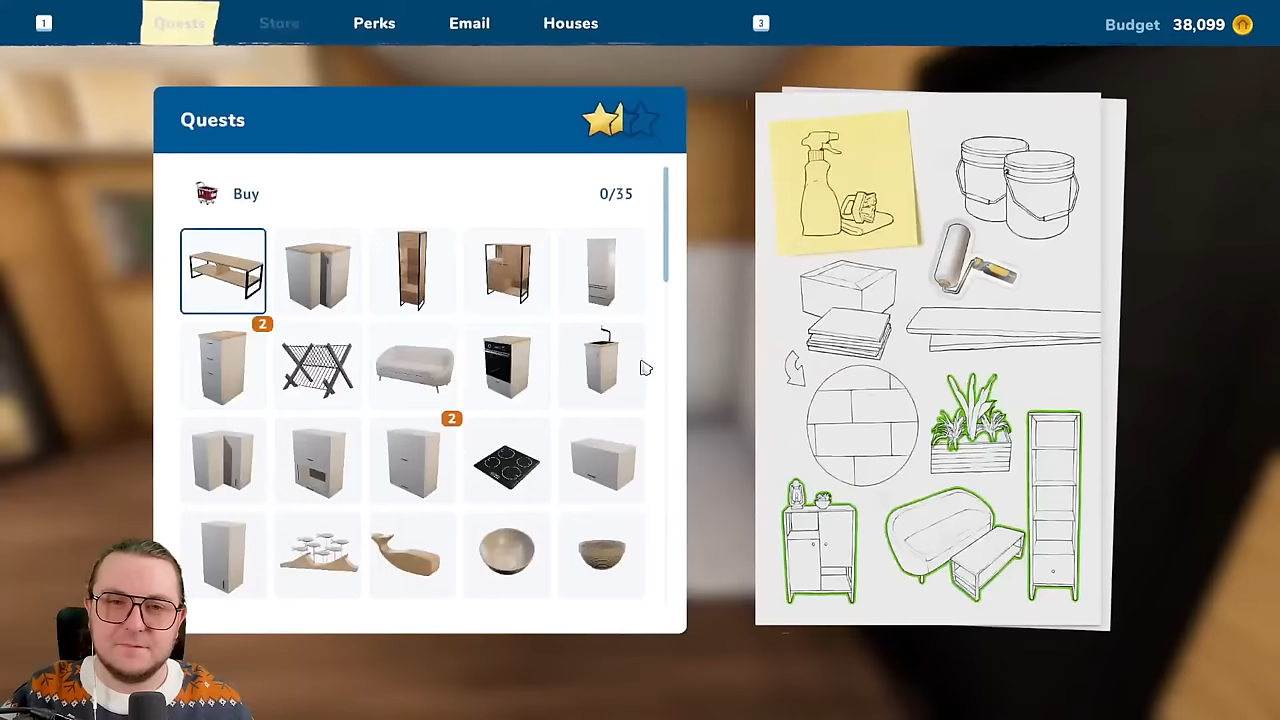 1 Quests Store Perks Email Houses 3 Budget 38,099
Quests
Buy 0/35
2
2